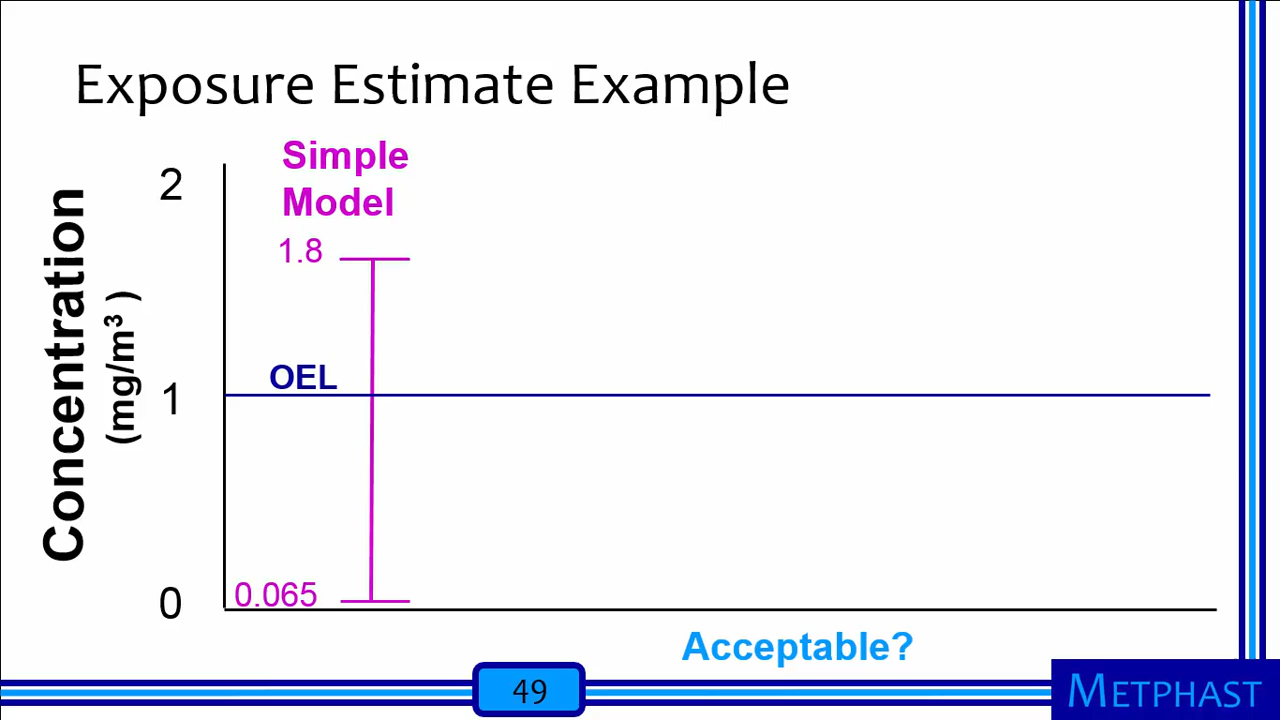 Exposure Estimate Example
Simple
Model
2
1.8
Concentration
(mg/m³ )
OEL
1
0.065
0
Acceptable?
49
METPHAST